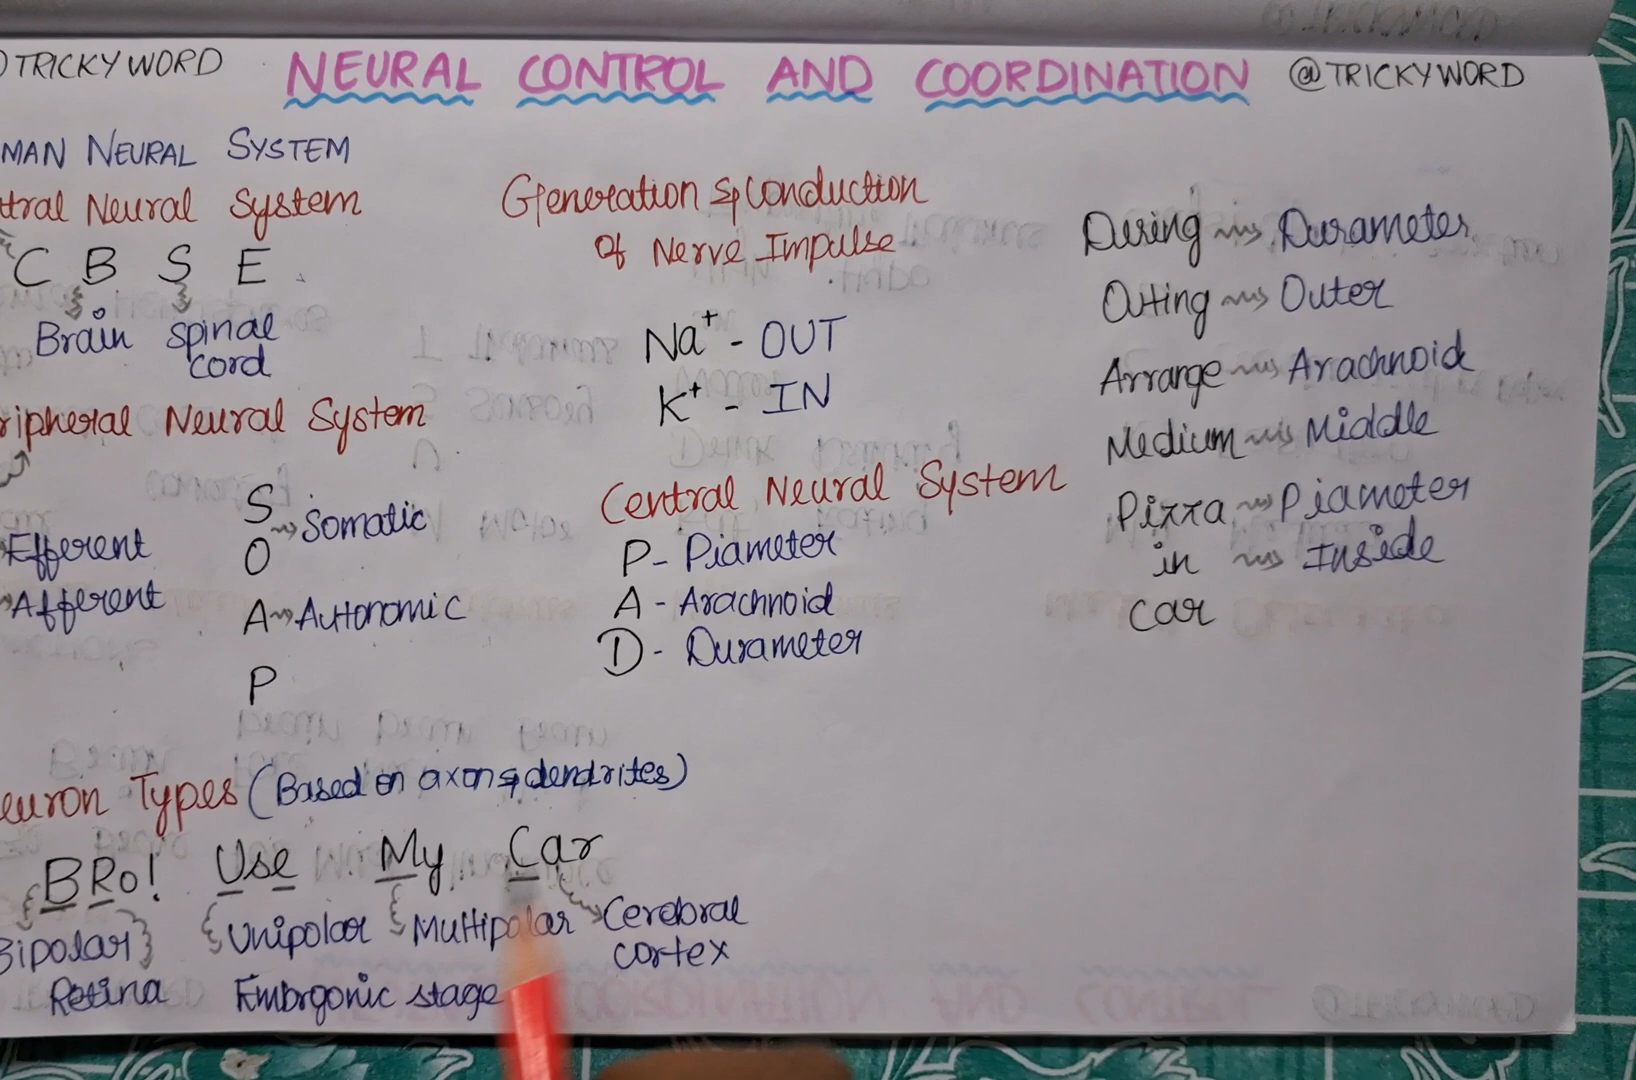 @TRICKYWORD NEURAL CONTROL AND COORDINATION @TRICKYWORD
MAN NEURAL SYSTEM
tral Neural System
C B S E
Brain Spinal
cord
ripheral Neural System
Efferent
Afferent
S
Somatic
O
A Autonomic
P
Generation & Conduction
of Nerve Impulse
Na+ - OUT
K+ - IN
Central Neural System
P - Piameter
A - Arachnoid
D - Durameter
During Durameter
Outing Outer
Arrange Arachnoid
Medium Middle
Pizza Piameter
in Inside
car
euron Types (Based on axon & dendrites)
BRo! Use My Car
Bipolar Unipolar Multipolar Cerebral
cortex
Retina Embrgonic stage